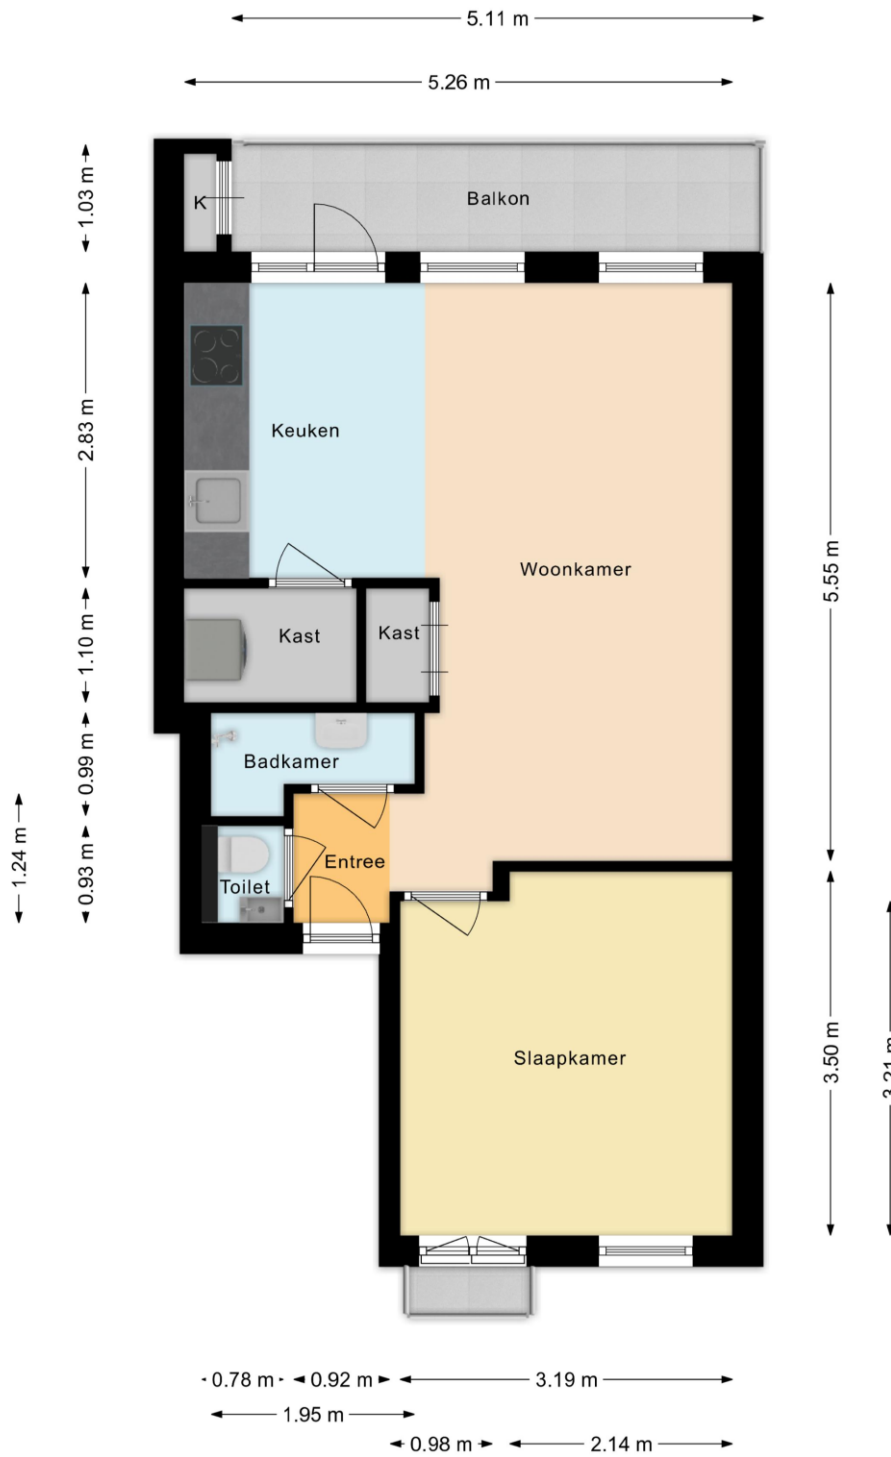 5.11 m
5.26 m
1.03 m
K
Balkon
2.83 m
Keuken
Woonkamer
5.55 m
1.10 m
Kast
Kast
0.99 m
Badkamer
1.24 m
0.93 m
Entree
Toilet
Slaapkamer
3.50 m
3.21 m
0.78 m
0.92 m
3.19 m
1.95 m
0.98 m
2.14 m